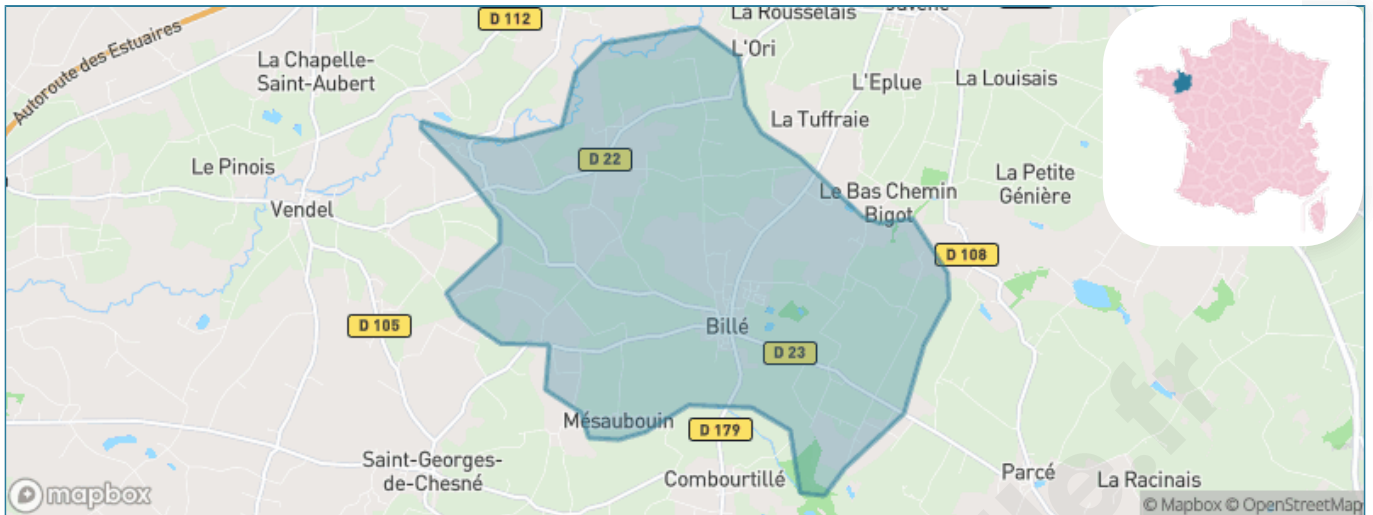 D 112
La Rousselais
L'Ori
Autoroute des Estuaires
La Chapelle-
Saint-Aubert
L'Eplue
La Louisais
La Tuffraie
D 22
Le Pinois
La Petite
Génière
Le Bas Chemin
Bigot
Vendel
D 108
D 105
Billé
D 23
Mésaubouin
D 179
Saint-Georges-
de-Chesné
Combourtillé
Parcé
La Racinais
mapbox
© Mapbox © OpenStreetMap